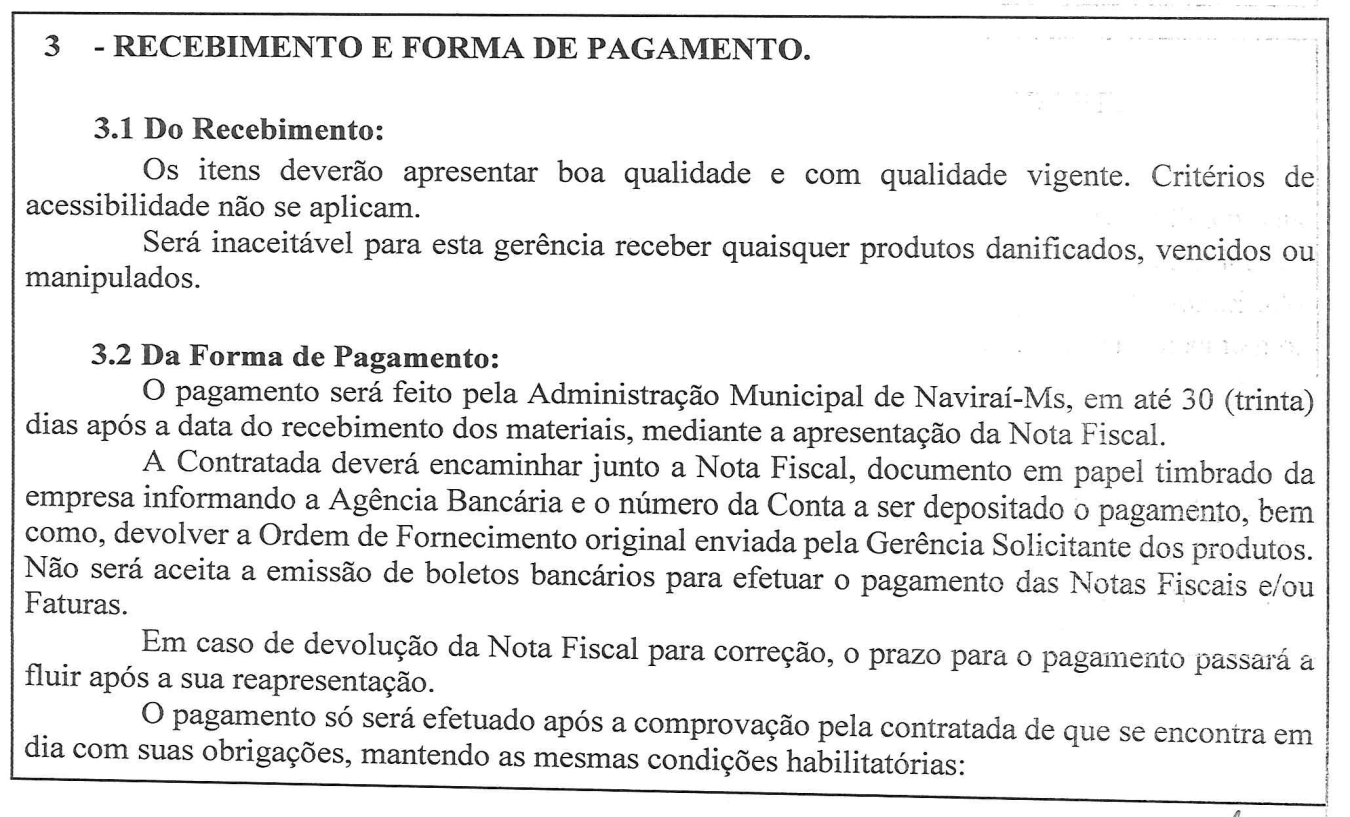 3 - RECEBIMENTO E FORMA DE PAGAMENTO.
3.1 Do Recebimento:
Os itens deverão apresentar boa qualidade e com qualidade vigente. Critérios de
acessibilidade não se aplicam.
Será inaceitável para esta gerência receber quaisquer produtos danificados, vencidos ou
manipulados.
3.2 Da Forma de Pagamento:
O pagamento será feito pela Administração Municipal de Naviraí-Ms, em até 30 (trinta)
dias após a data do recebimento dos materiais, mediante a apresentação da Nota Fiscal.
A Contratada deverá encaminhar junto a Nota Fiscal, documento em papel timbrado da
empresa informando a Agência Bancária e o número da Conta a ser depositado o pagamento, bem
como, devolver a Ordem de Fornecimento original enviada pela Gerência Solicitante dos produtos.
Não será aceita a emissão de boletos bancários para efetuar o pagamento das Notas Fiscais e/ou
Faturas.
Em caso de devolução da Nota Fiscal para correção, o prazo para o pagamento passará a
fluir após a sua reapresentação.
O pagamento só será efetuado após a comprovação pela contratada de que se encontra em
dia com suas obrigações, mantendo as mesmas condições habilitatórias: